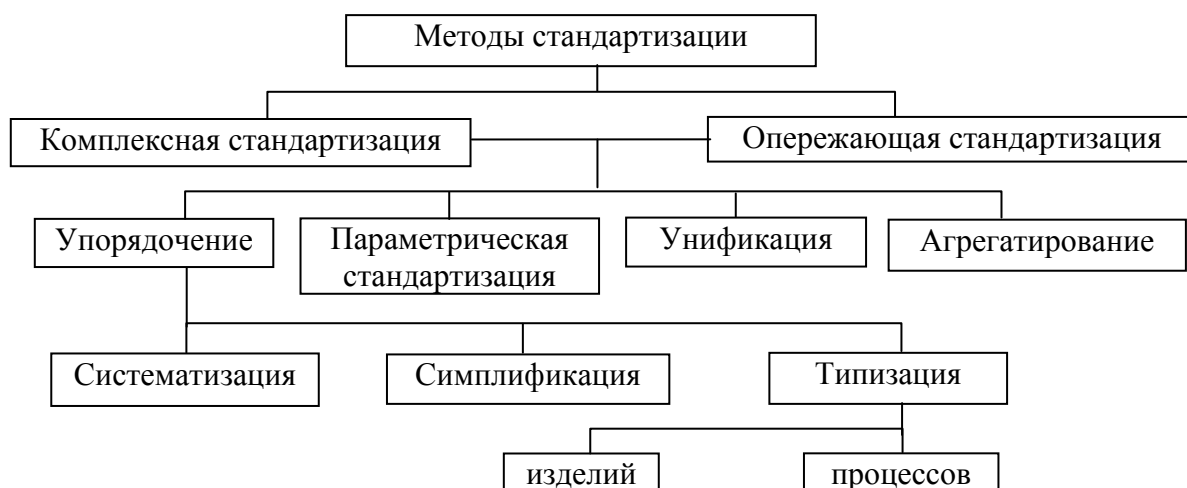 Методы стандартизации
Комплексная стандартизация
Опережающая стандартизация
Упорядочение
Параметрическая
стандартизация
Унификация
Агрегатирование
Систематизация
Симплификация
Типизация
изделий
процессов